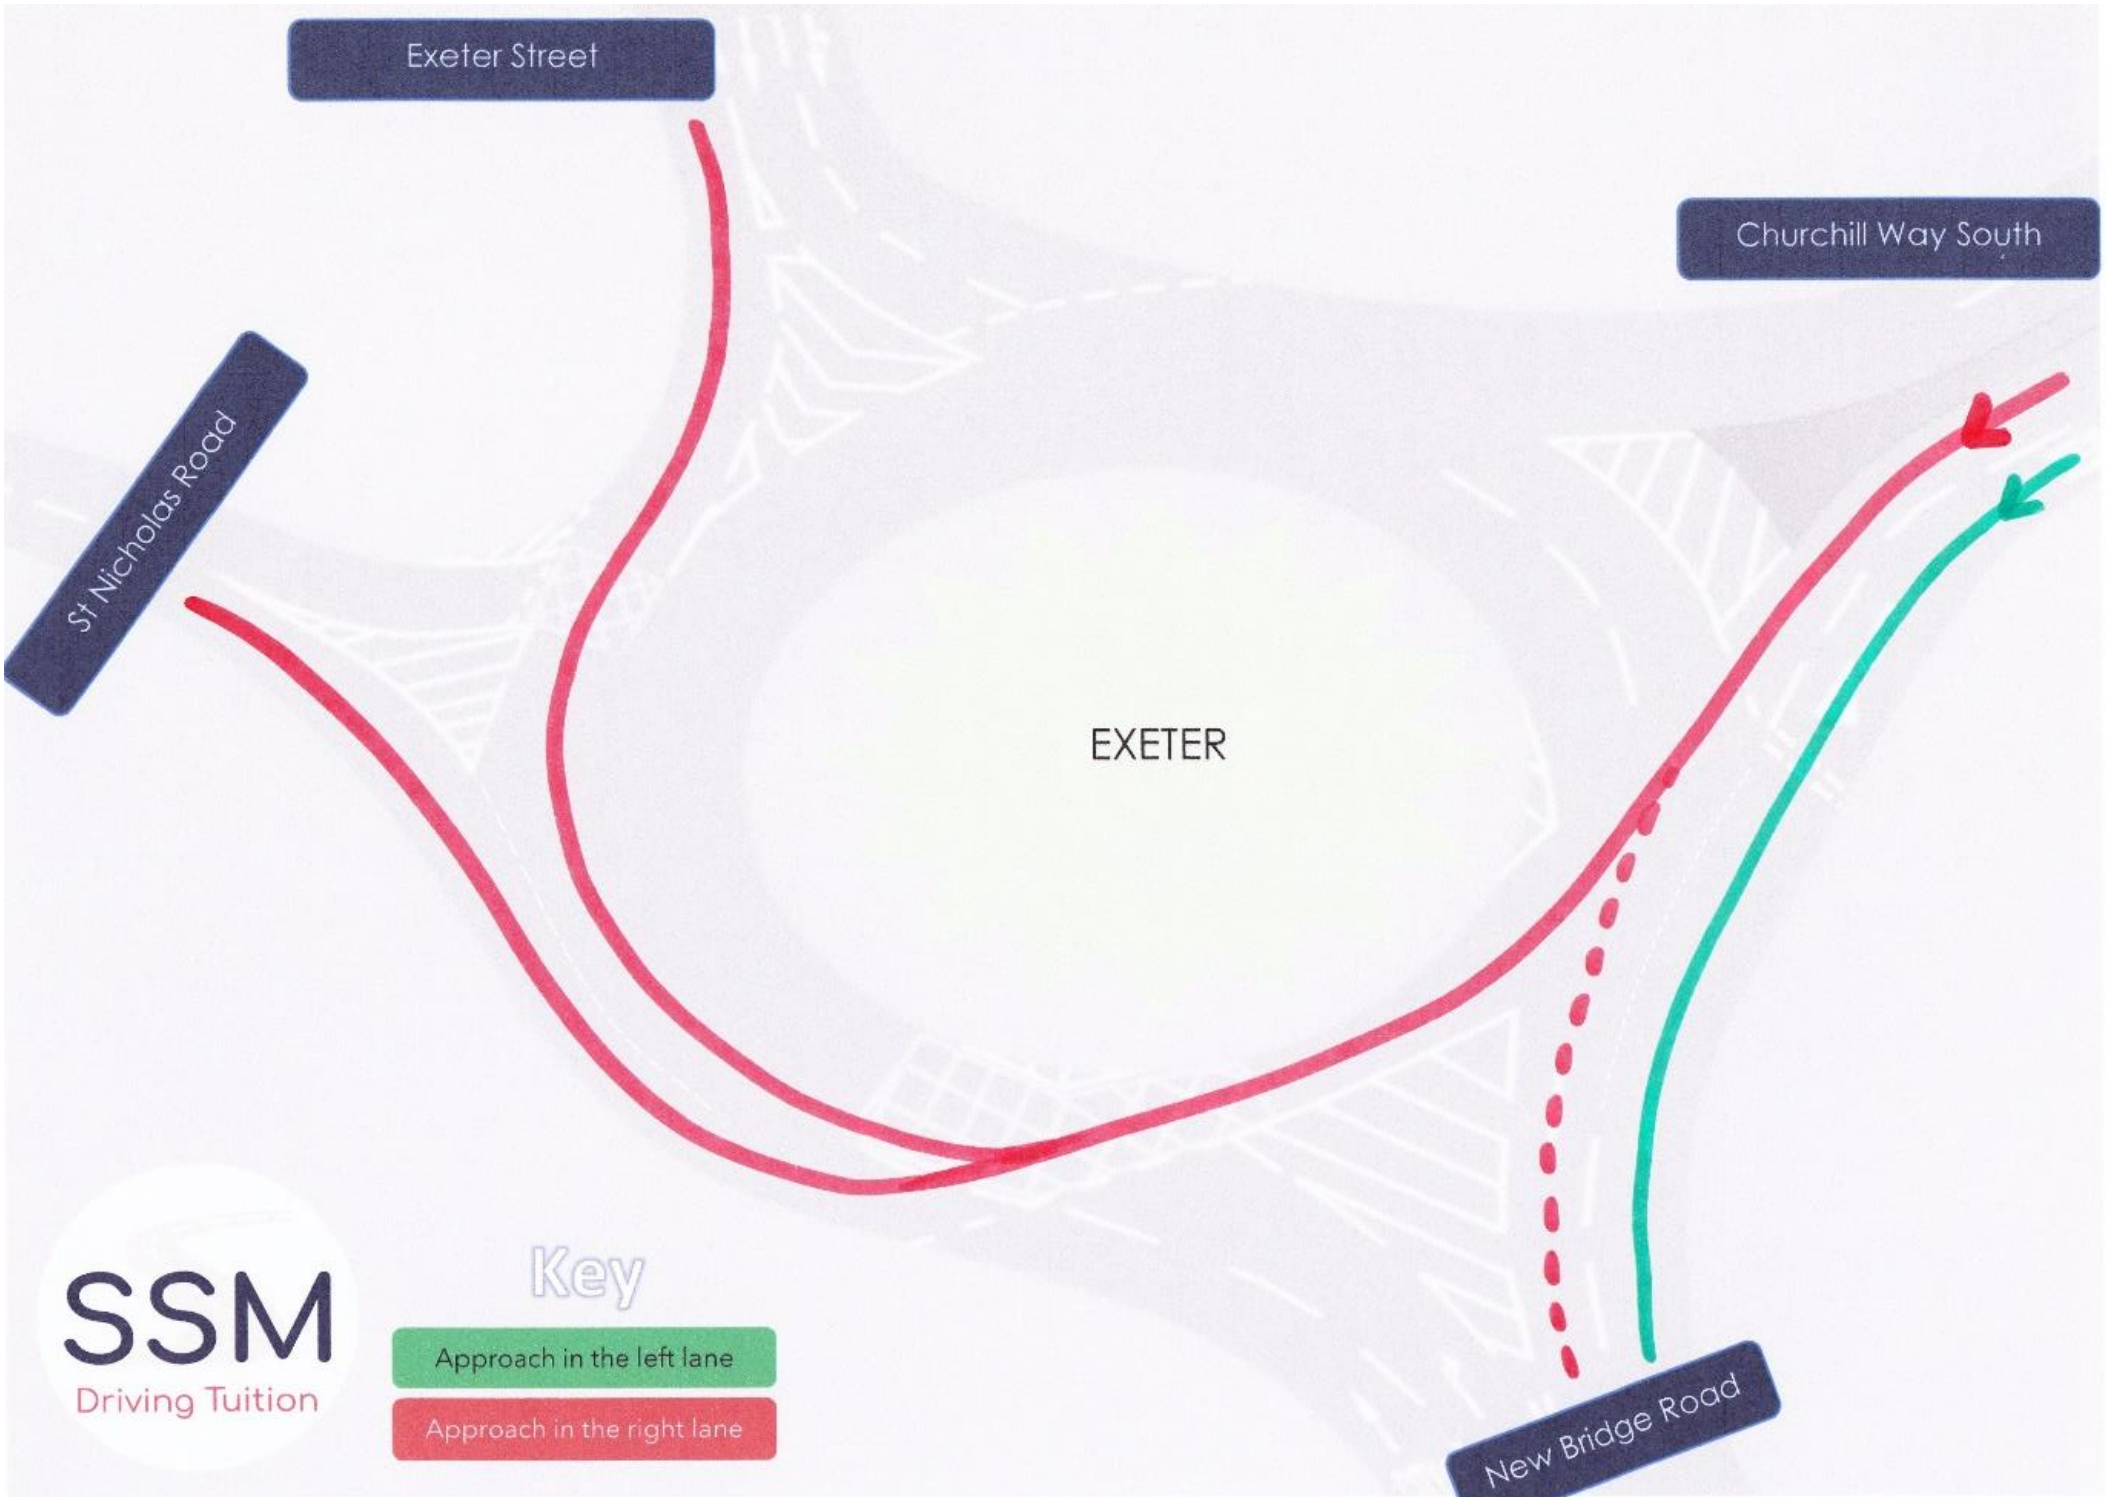 Exeter Street
Churchill Way South
St Nicholas Road
EXETER
Key
Approach in the left lane
Approach in the right lane
SSM
Driving Tuition
New Bridge Road